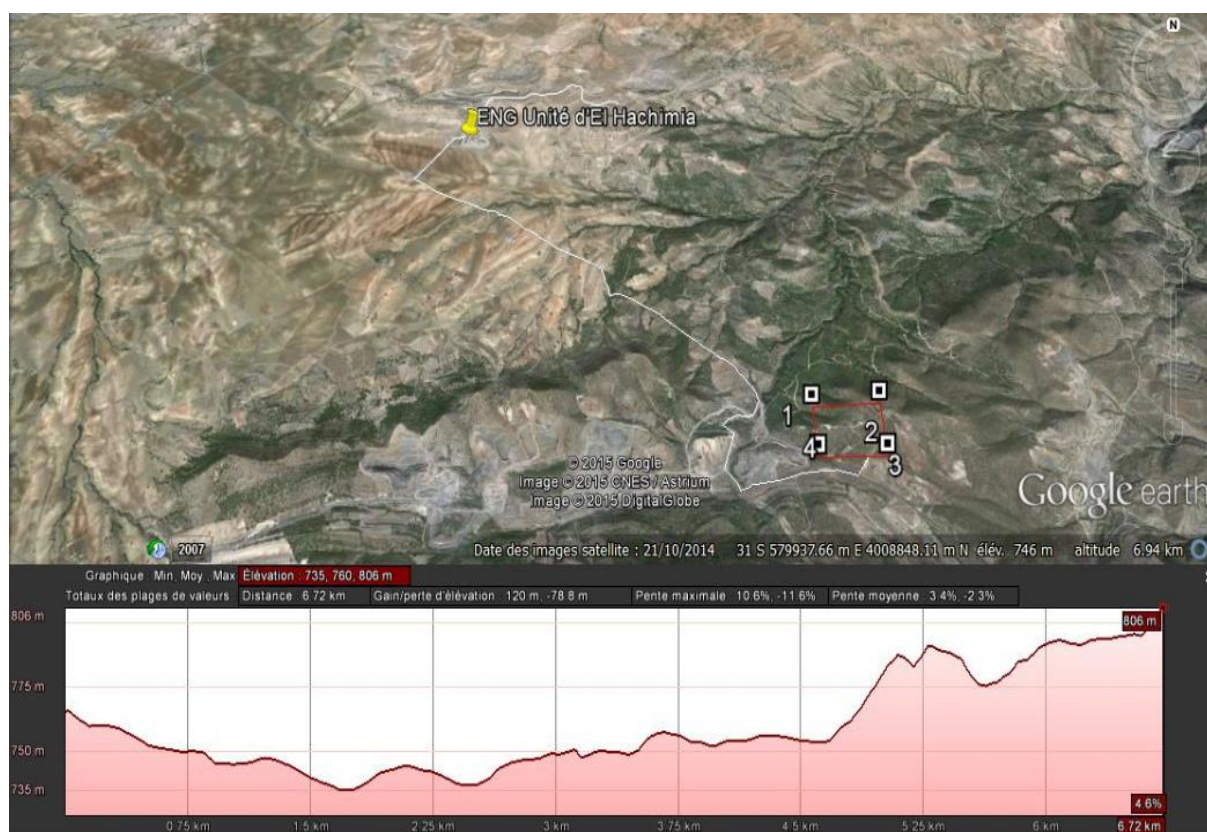 N
ENG Unité d'El Hachimia
1
2
4
3
© 2015 Google
Image © 2015 CNES / Astrium
Image © 2015 DigitalGlobe
Google earth
2007
Date des images satellite : 21/10/2014 31 S 579937.66 m E 4008848.11 m N élév. 746 m altitude 6.94 km
Graphique : Min, Moy , Max Élévation : 735, 760, 806 m
Totaux des plages de valeurs Distance : 6.72 km Gain/perte d'élévation : 120 m, -78.8 m Pente maximale : 10.6%, -11.6% Pente moyenne : 3.4%, -2.3%
806 m
806 m
775 m
750 m
735 m
4.6%
0.75 km 1.5 km 2.25 km 3 km 3.75 km 4.5 km 5.25 km 6 km 6.72 km